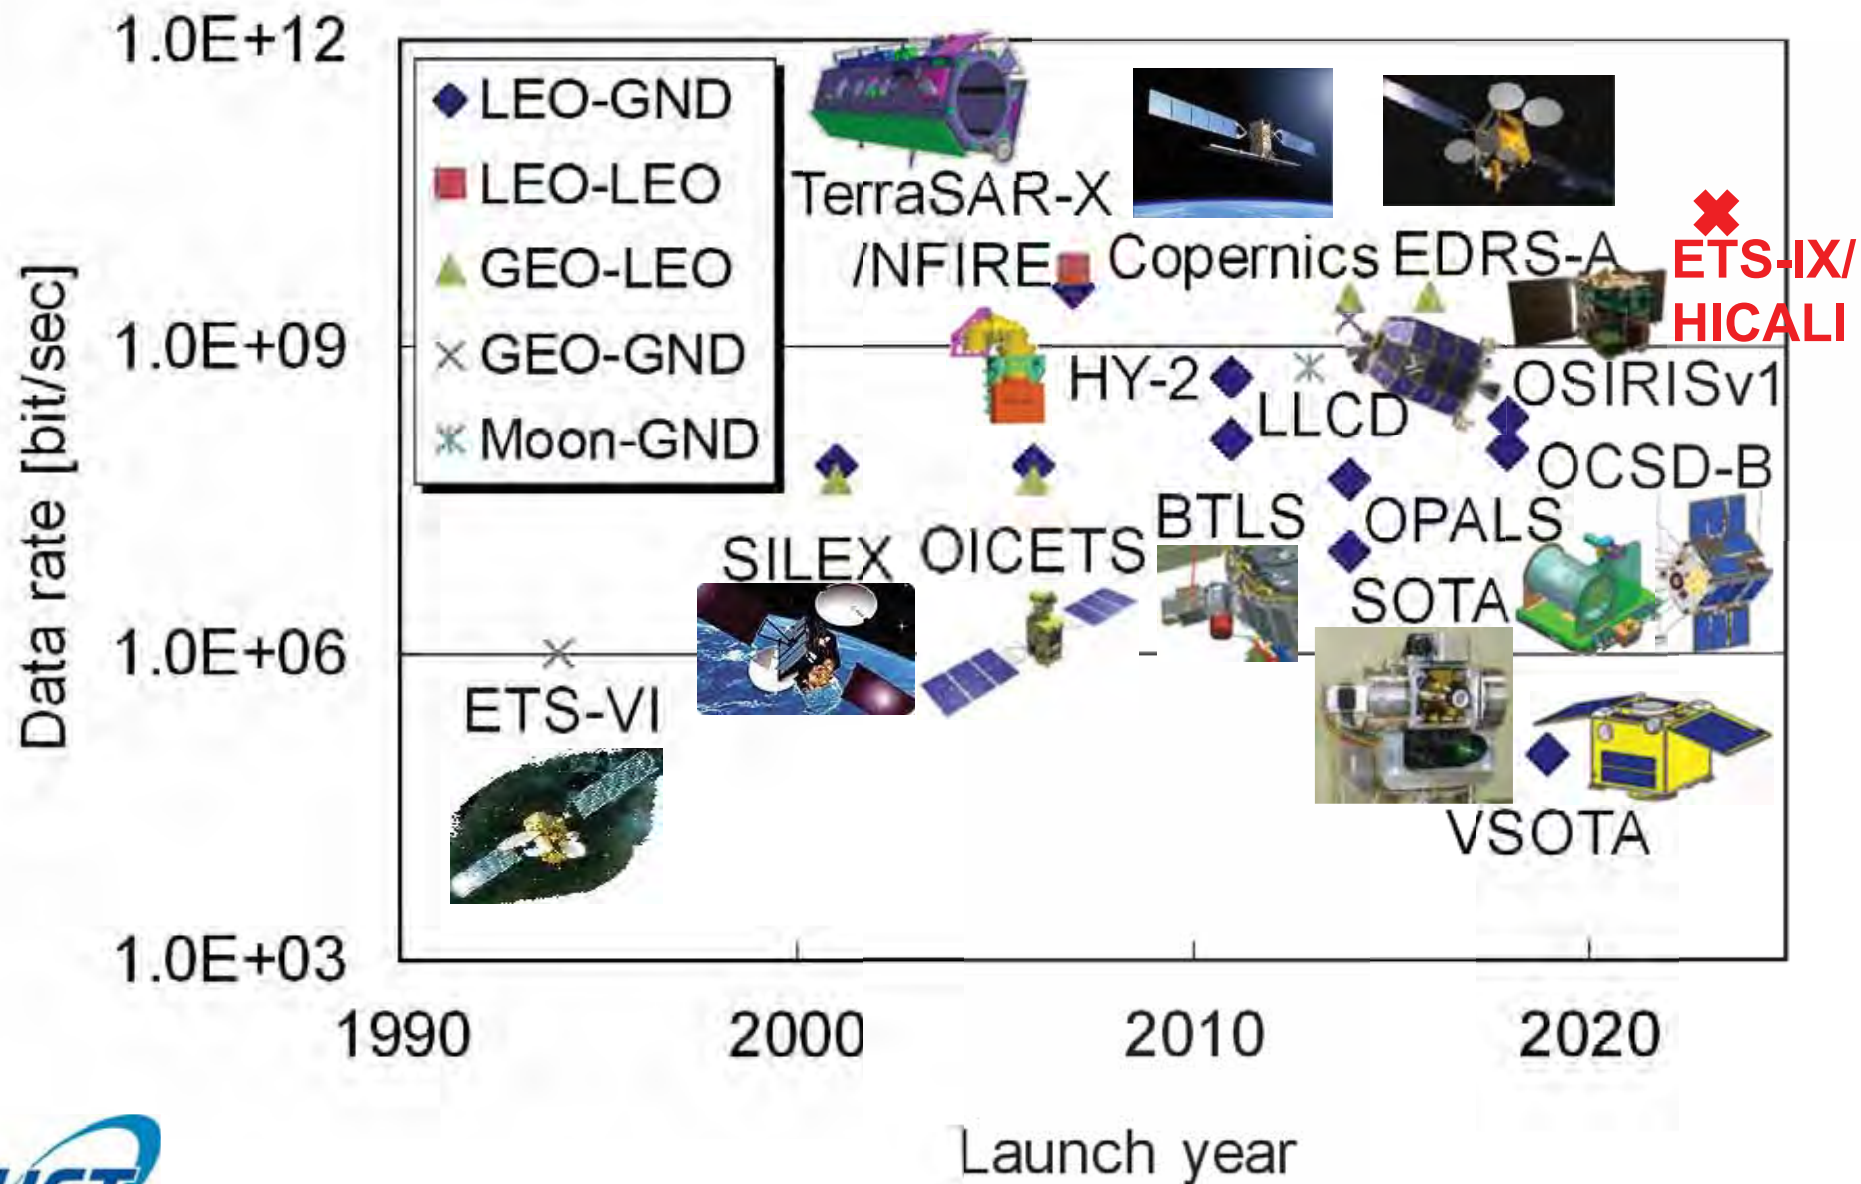 1.0E+12
1.0E+09
1.0E+06
1.0E+03
Data rate [bit/sec]
LEO-GND
LEO-LEO
GEO-LEO
GEO-GND
Moon-GND
TerraSAR-X
/NFIRE
Copernics
EDRS-A
ETS-IX/
HICALI
HY-2
LLCD
OSIRISv1
OCSD-B
BTLS
OPALS
SILEX
OICETS
SOTA
ETS-VI
VSOTA
1990
2000
2010
2020
Launch year